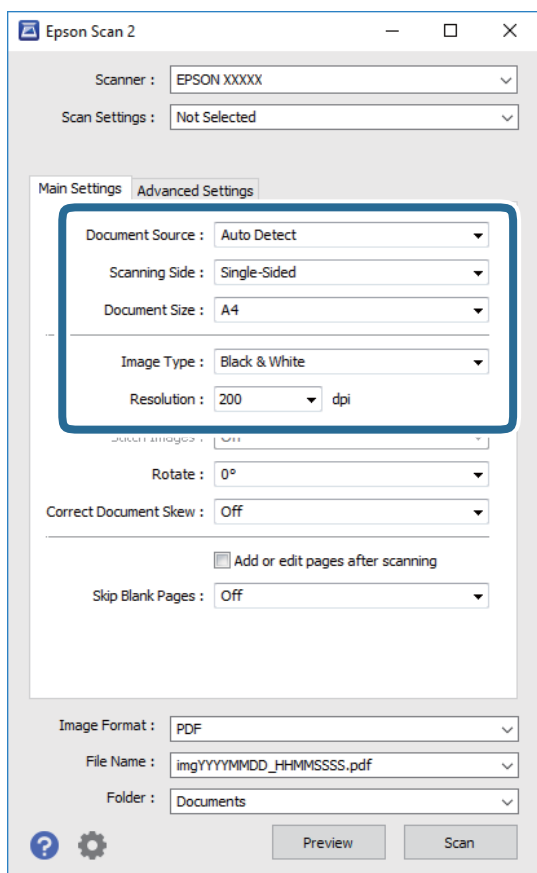 Epson Scan 2
Scanner : EPSON XXXXX
Scan Settings : Not Selected
Main Settings Advanced Settings
Document Source : Auto Detect
Scanning Side : Single-Sided
Document Size : A4
Image Type : Black & White
Resolution : 200 dpi
Stitch Images : On
Rotate : 0°
Correct Document Skew : Off
Add or edit pages after scanning
Skip Blank Pages : Off
Image Format : PDF
File Name : imgYYYYMMDD_HHMMSSSS.pdf
Folder : Documents
? Preview Scan